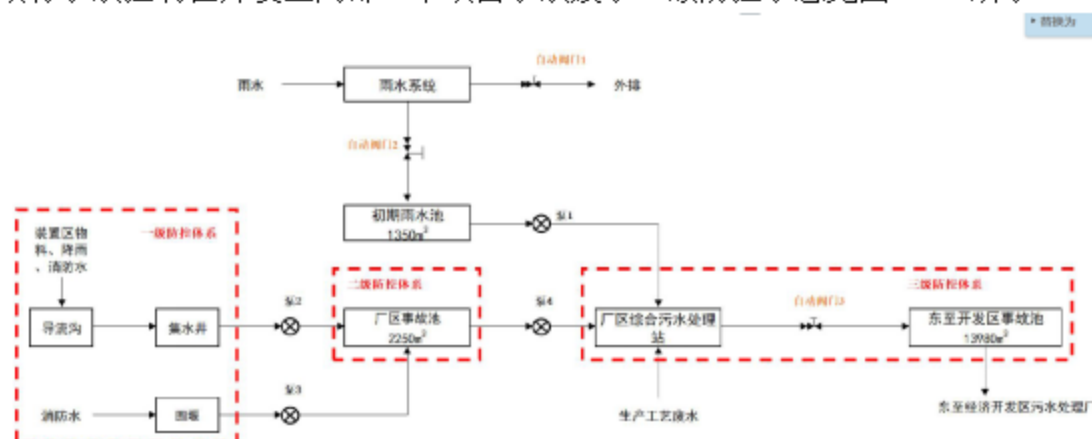 替换为
自动阀门1
雨水
雨水系统
外排
自动阀门2
初期雨水池
1350m³
泵1
装置区物
料、降雨
、消防水
一级防控体系
二级防控体系
三级防控体系
导流沟
集水井
泵2
厂区事故池
2250m³
泵4
厂区综合污水处理
站
自动阀门3
东至开发区事故池
13980m³
消防水
围堰
泵3
生产工艺废水
东至经济开发区污水处理厂